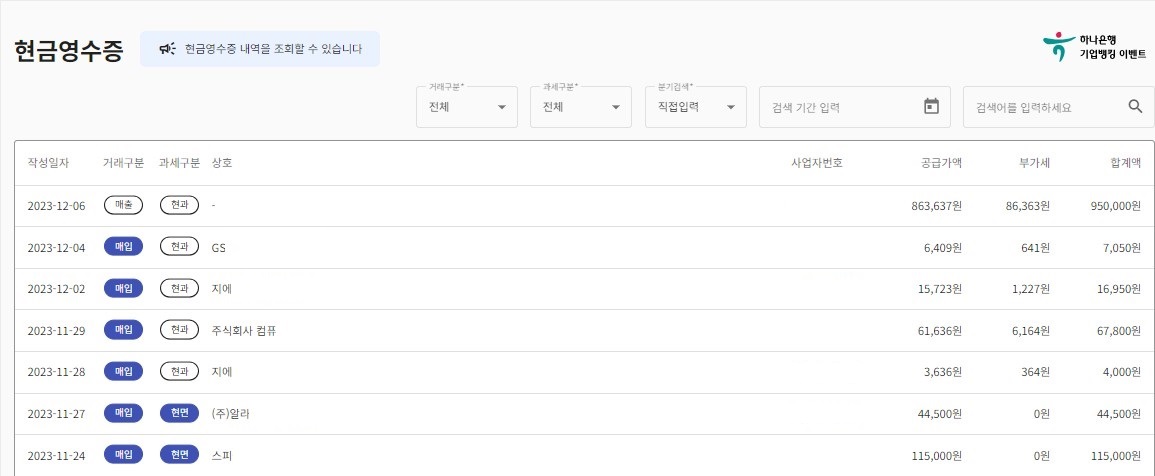 현금영수증
현금영수증 내역을 조회할 수 있습니다
하나은행
기업뱅킹 이벤트
거래구분* 과세구분* 분기검색*
전체 전체 직접입력 검색 기간 입력 검색어를 입력하세요
작성일자 거래구분 과세구분 상호 사업자번호 공급가액 부가세 합계액
2023-12-06 매출 현과 - 863,637원 86,363원 950,000원
2023-12-04 매입 현과 GS 6,409원 641원 7,050원
2023-12-02 매입 현과 지에 15,723원 1,227원 16,950원
2023-11-29 매입 현과 주식회사 컴퓨 61,636원 6,164원 67,800원
2023-11-28 매입 현과 지에 3,636원 364원 4,000원
2023-11-27 매입 현면 (주)알라 44,500원 0원 44,500원
2023-11-24 매입 현면 스피 115,000원 0원 115,000원